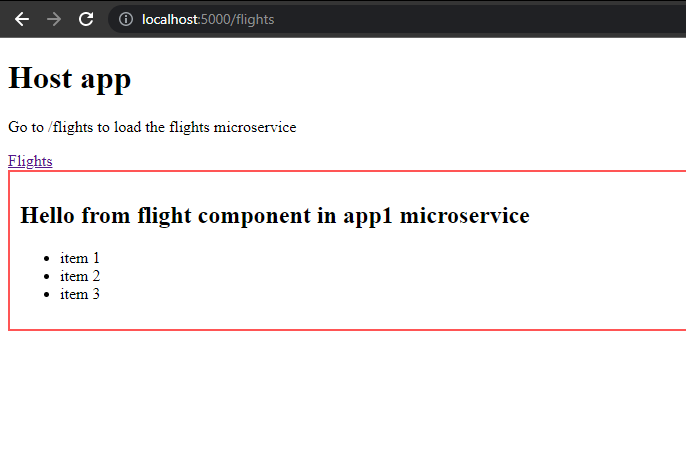 localhost:5000/flights
Host app
Go to /flights to load the flights microservice
Flights
Hello from flight component in app1 microservice
item 1
item 2
item 3